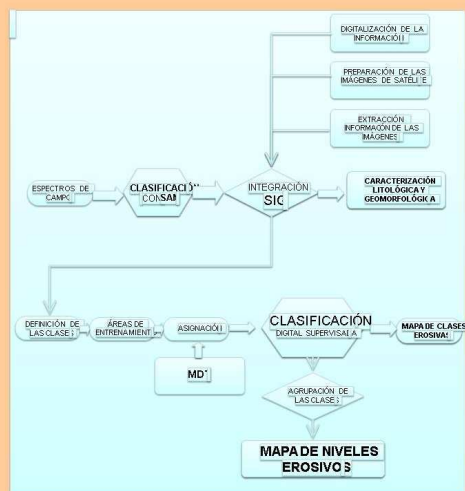 DIGITALIZACIÓN DE LA
INFORMACIÓN
PREPARACIÓN DE LAS
IMÁGENES DE SATÉLITE
EXTRACCIÓN
INFORMACIÓN DE LAS
IMÁGENES
ESPECTROS DE
CAMPO
CLASIFICACIÓN
CON SAM
INTEGRACIÓN
SIG
CARACTERIZACIÓN
LITOLÓGICA Y
GEOMORFOLÓGICA
DEFINICIÓN DE
LAS CLASES
ÁREAS DE
ENTRENAMIENTO
ASIGNACIÓN
CLASIFICACIÓN
DIGITAL SUPERVISADA
MAPA DE CLASES
EROSIVAS
MDT
AGRUPACIÓN DE
LAS CLASES
MAPA DE NIVELES
EROSIVOS